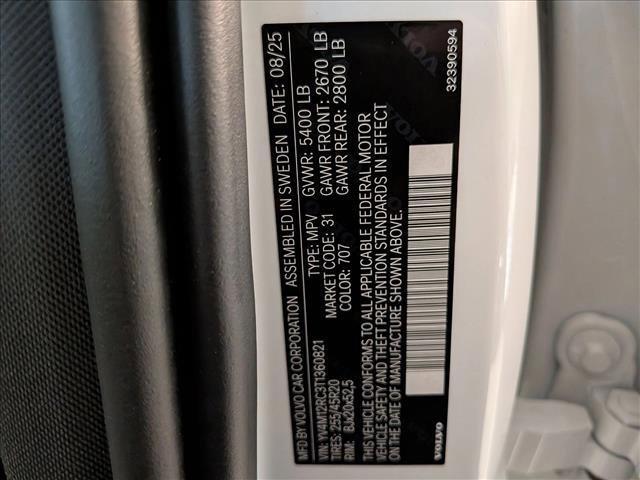 MFD BY VOLVO CAR CORPORATION ASSEMBLED IN SWEDEN DATE: 08/25
VIN: YV4M12RC3T1360821 TYPE: MPV GVWR: 5400 LB
TIRES: 255/45R20 MARKET CODE: 31 GAWR FRONT: 2670 LB
RIM: 8Jx20x52,5 COLOR: 707 GAWR REAR: 2800 LB
THIS VEHICLE CONFORMS TO ALL APPLICABLE FEDERAL MOTOR
VEHICLE SAFETY AND THEFT PREVENTION STANDARDS IN EFFECT
ON DATE OF MANUFACTURE SHOWN ABOVE.
VOLVO 32390594